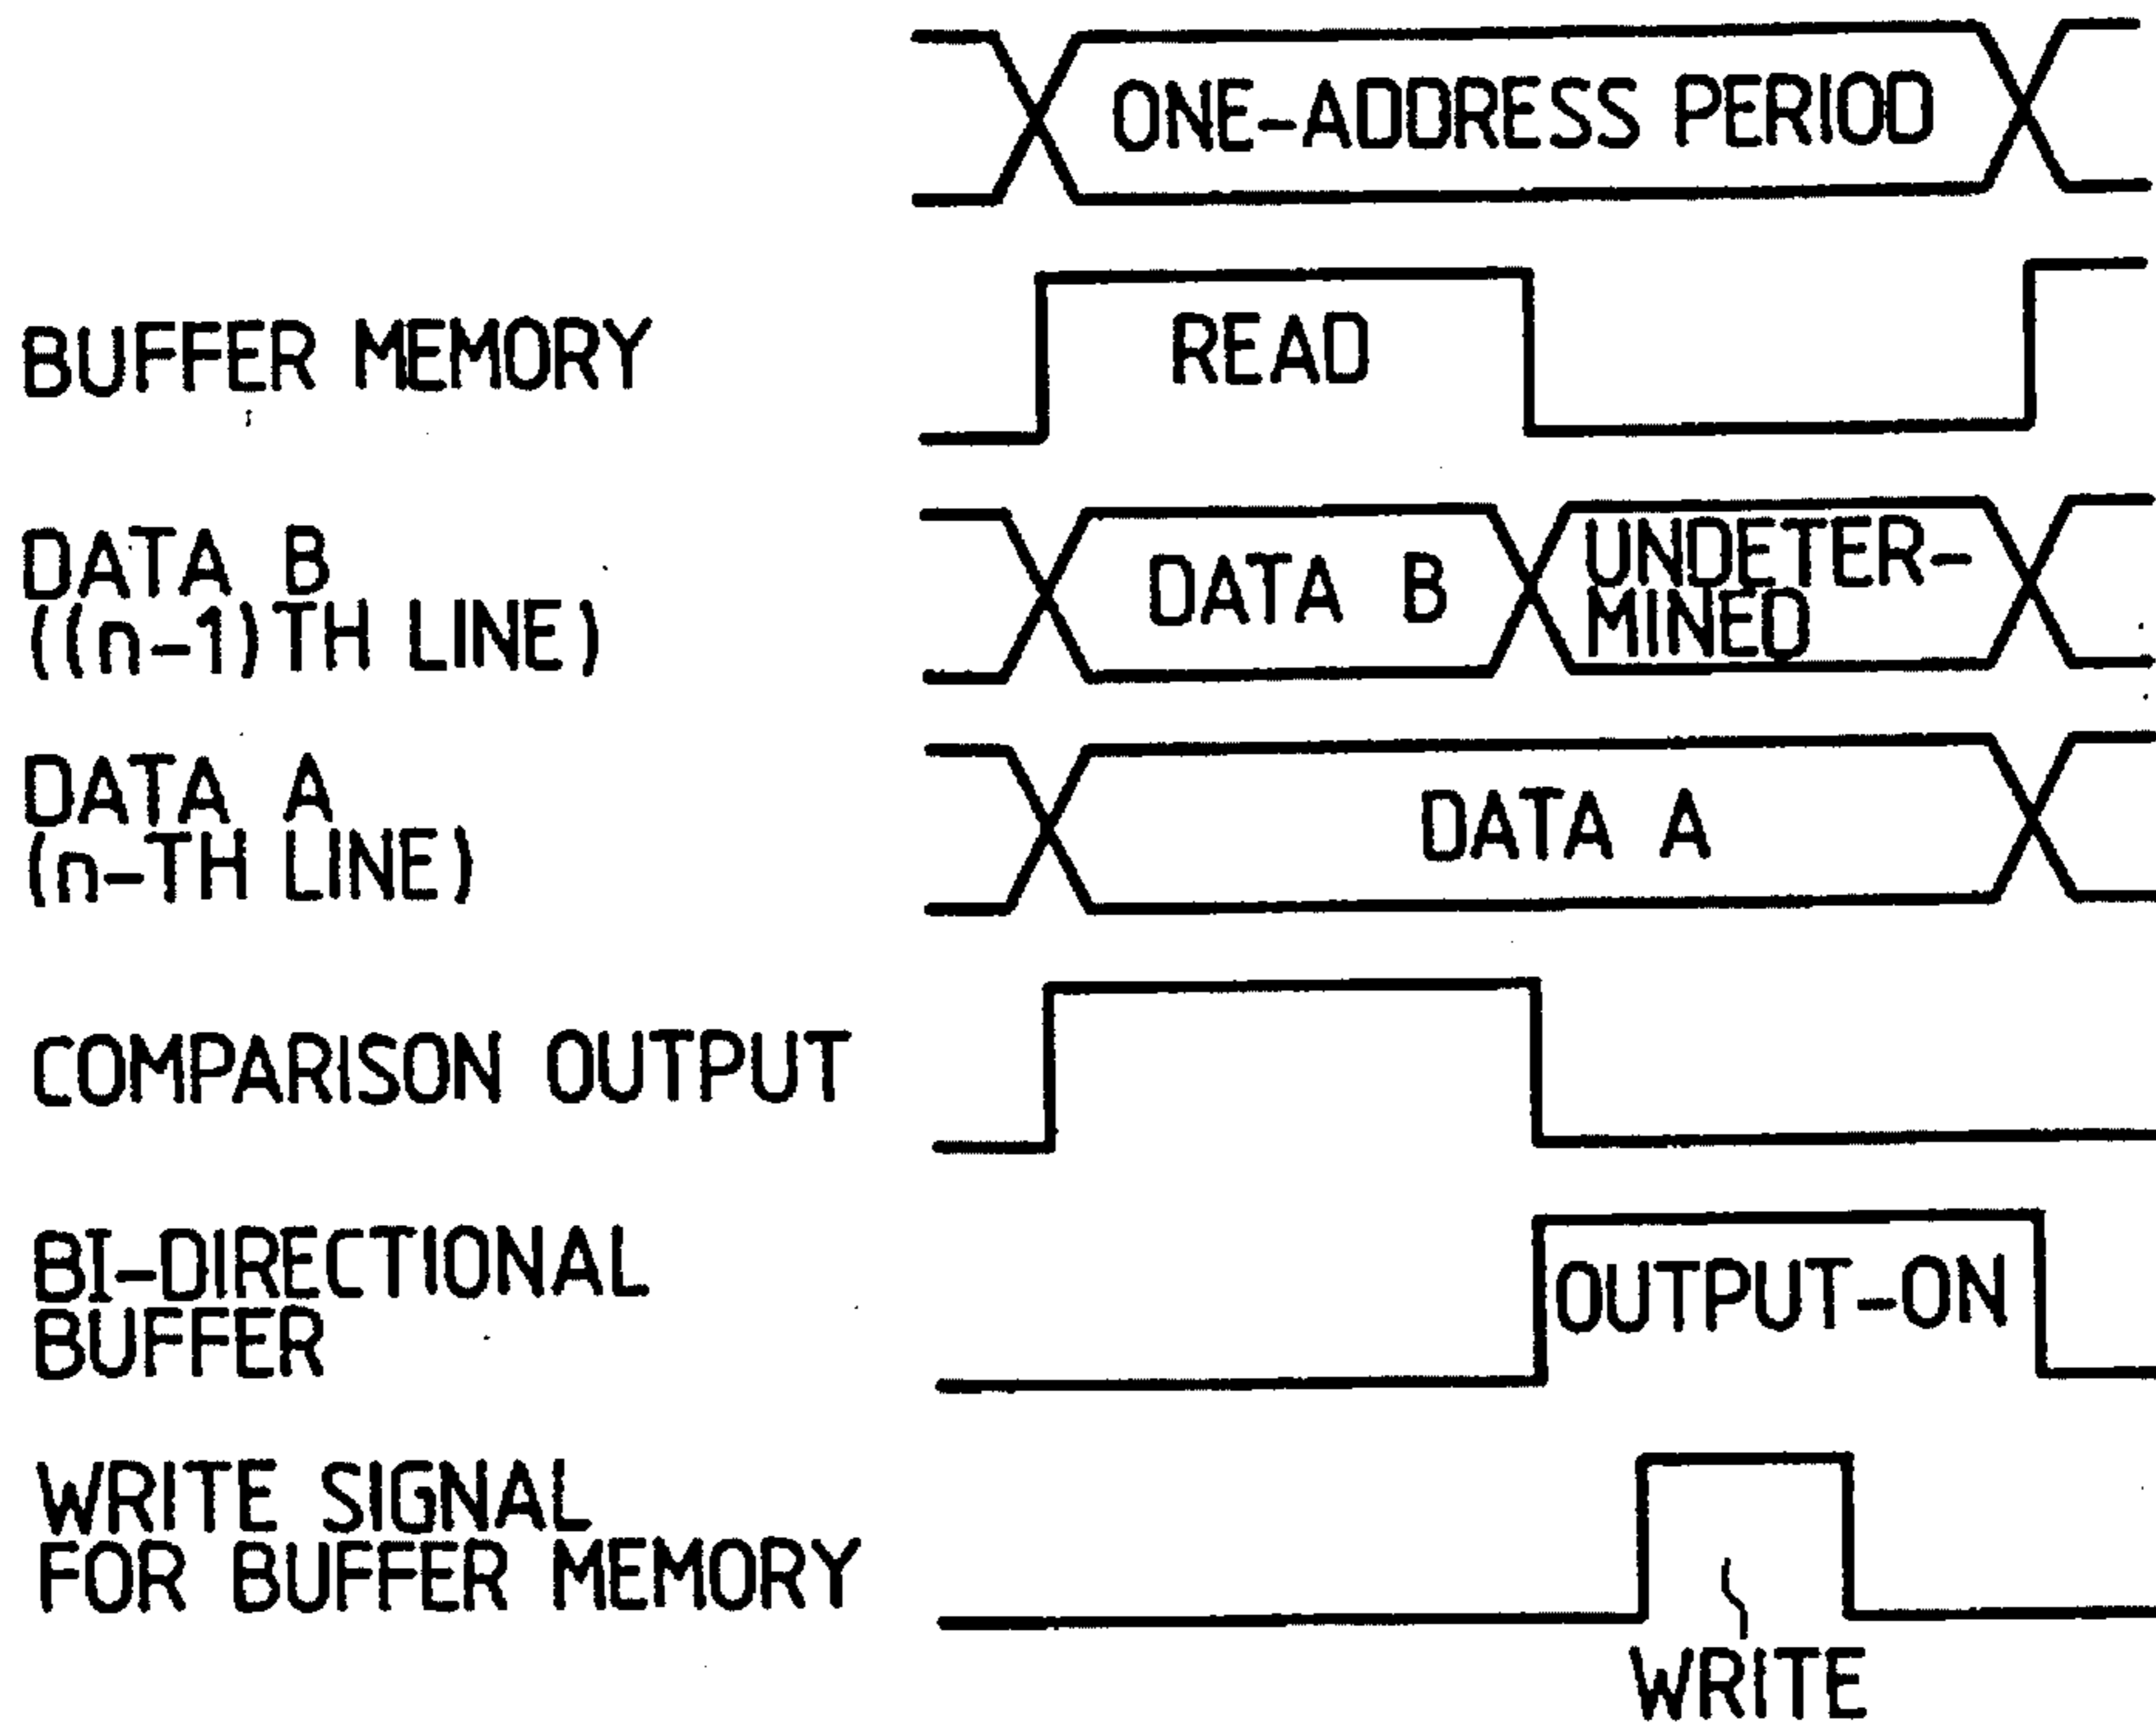 ONE-ADDRESS PERIOD
BUFFER MEMORY
READ
DATA B
((n-1)TH LINE)
DATA B
UNDETER-
MINED
DATA A
(n-TH LINE)
DATA A
COMPARISON OUTPUT
BI-DIRECTIONAL
BUFFER
OUTPUT-ON
WRITE SIGNAL
FOR BUFFER MEMORY
WRITE